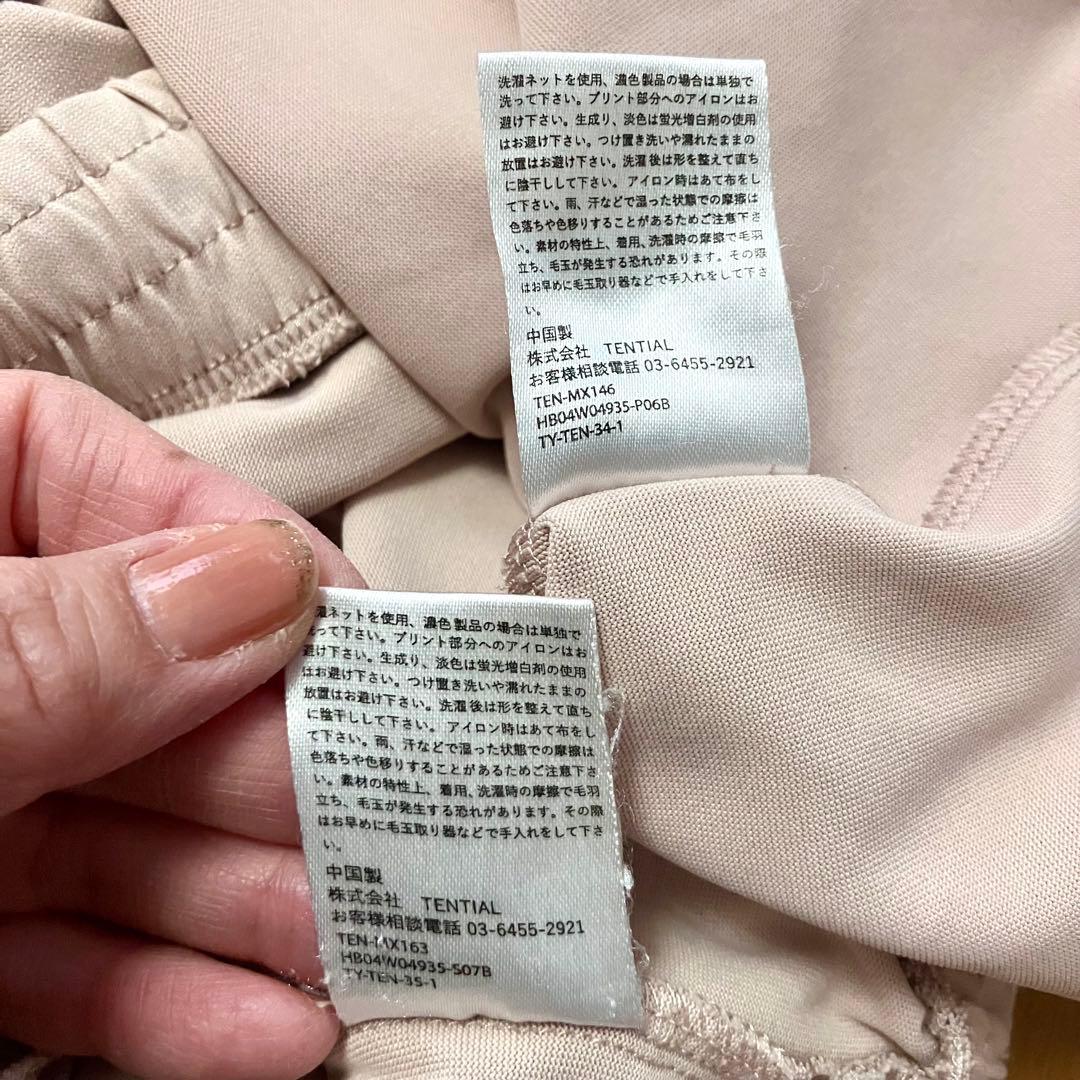 洗濯ネットを使用、濃色製品の場合は単独で
洗って下さい。プリント部分へのアイロンはお
避け下さい。生成り、淡色は蛍光増白剤の使用
はお避け下さい。つけ置き洗いや濡れたままの
放置はお避け下さい。洗濯後は形を整えて直ち
に陰干しして下さい。アイロン時はあて布をし
て下さい。雨、汗などで湿った状態での摩擦は
色落ちや色移りすることがあるためご注意下さ
い。素材の特性上、着用、洗濯時の摩擦で毛羽
立ち、毛玉が発生する恐れがあります。その際
はお早めに毛玉取り器などで手入れをして下さ
い。
中国製
株式会社 TENTIAL
お客様相談電話 03-6455-2921
TEN-MX146
HB04W04935-P06B
TY-TEN-34-1
濯ネットを使用、濃色製品の場合は単独で
洗って下さい。プリント部分へのアイロンはお
避け下さい。生成り、淡色は蛍光増白剤の使用
はお避け下さい。つけ置き洗いや濡れたままの
放置はお避け下さい。洗濯後は形を整えて直ち
に陰干しして下さい。アイロン時はあて布をし
て下さい。雨、汗などで湿った状態での摩擦は
色落ちや色移りすることがあるためご注意下さ
い。素材の特性上、着用、洗濯時の摩擦で毛羽
立ち、毛玉が発生する恐れがあります。その際
はお早めに毛玉取り器などで手入れをして下さ
い。
中国製
株式会社 TENTIAL
お客様相談電話 03-6455-2921
TEN-MX163
HB04W04935-S07B
TY-TEN-35-1